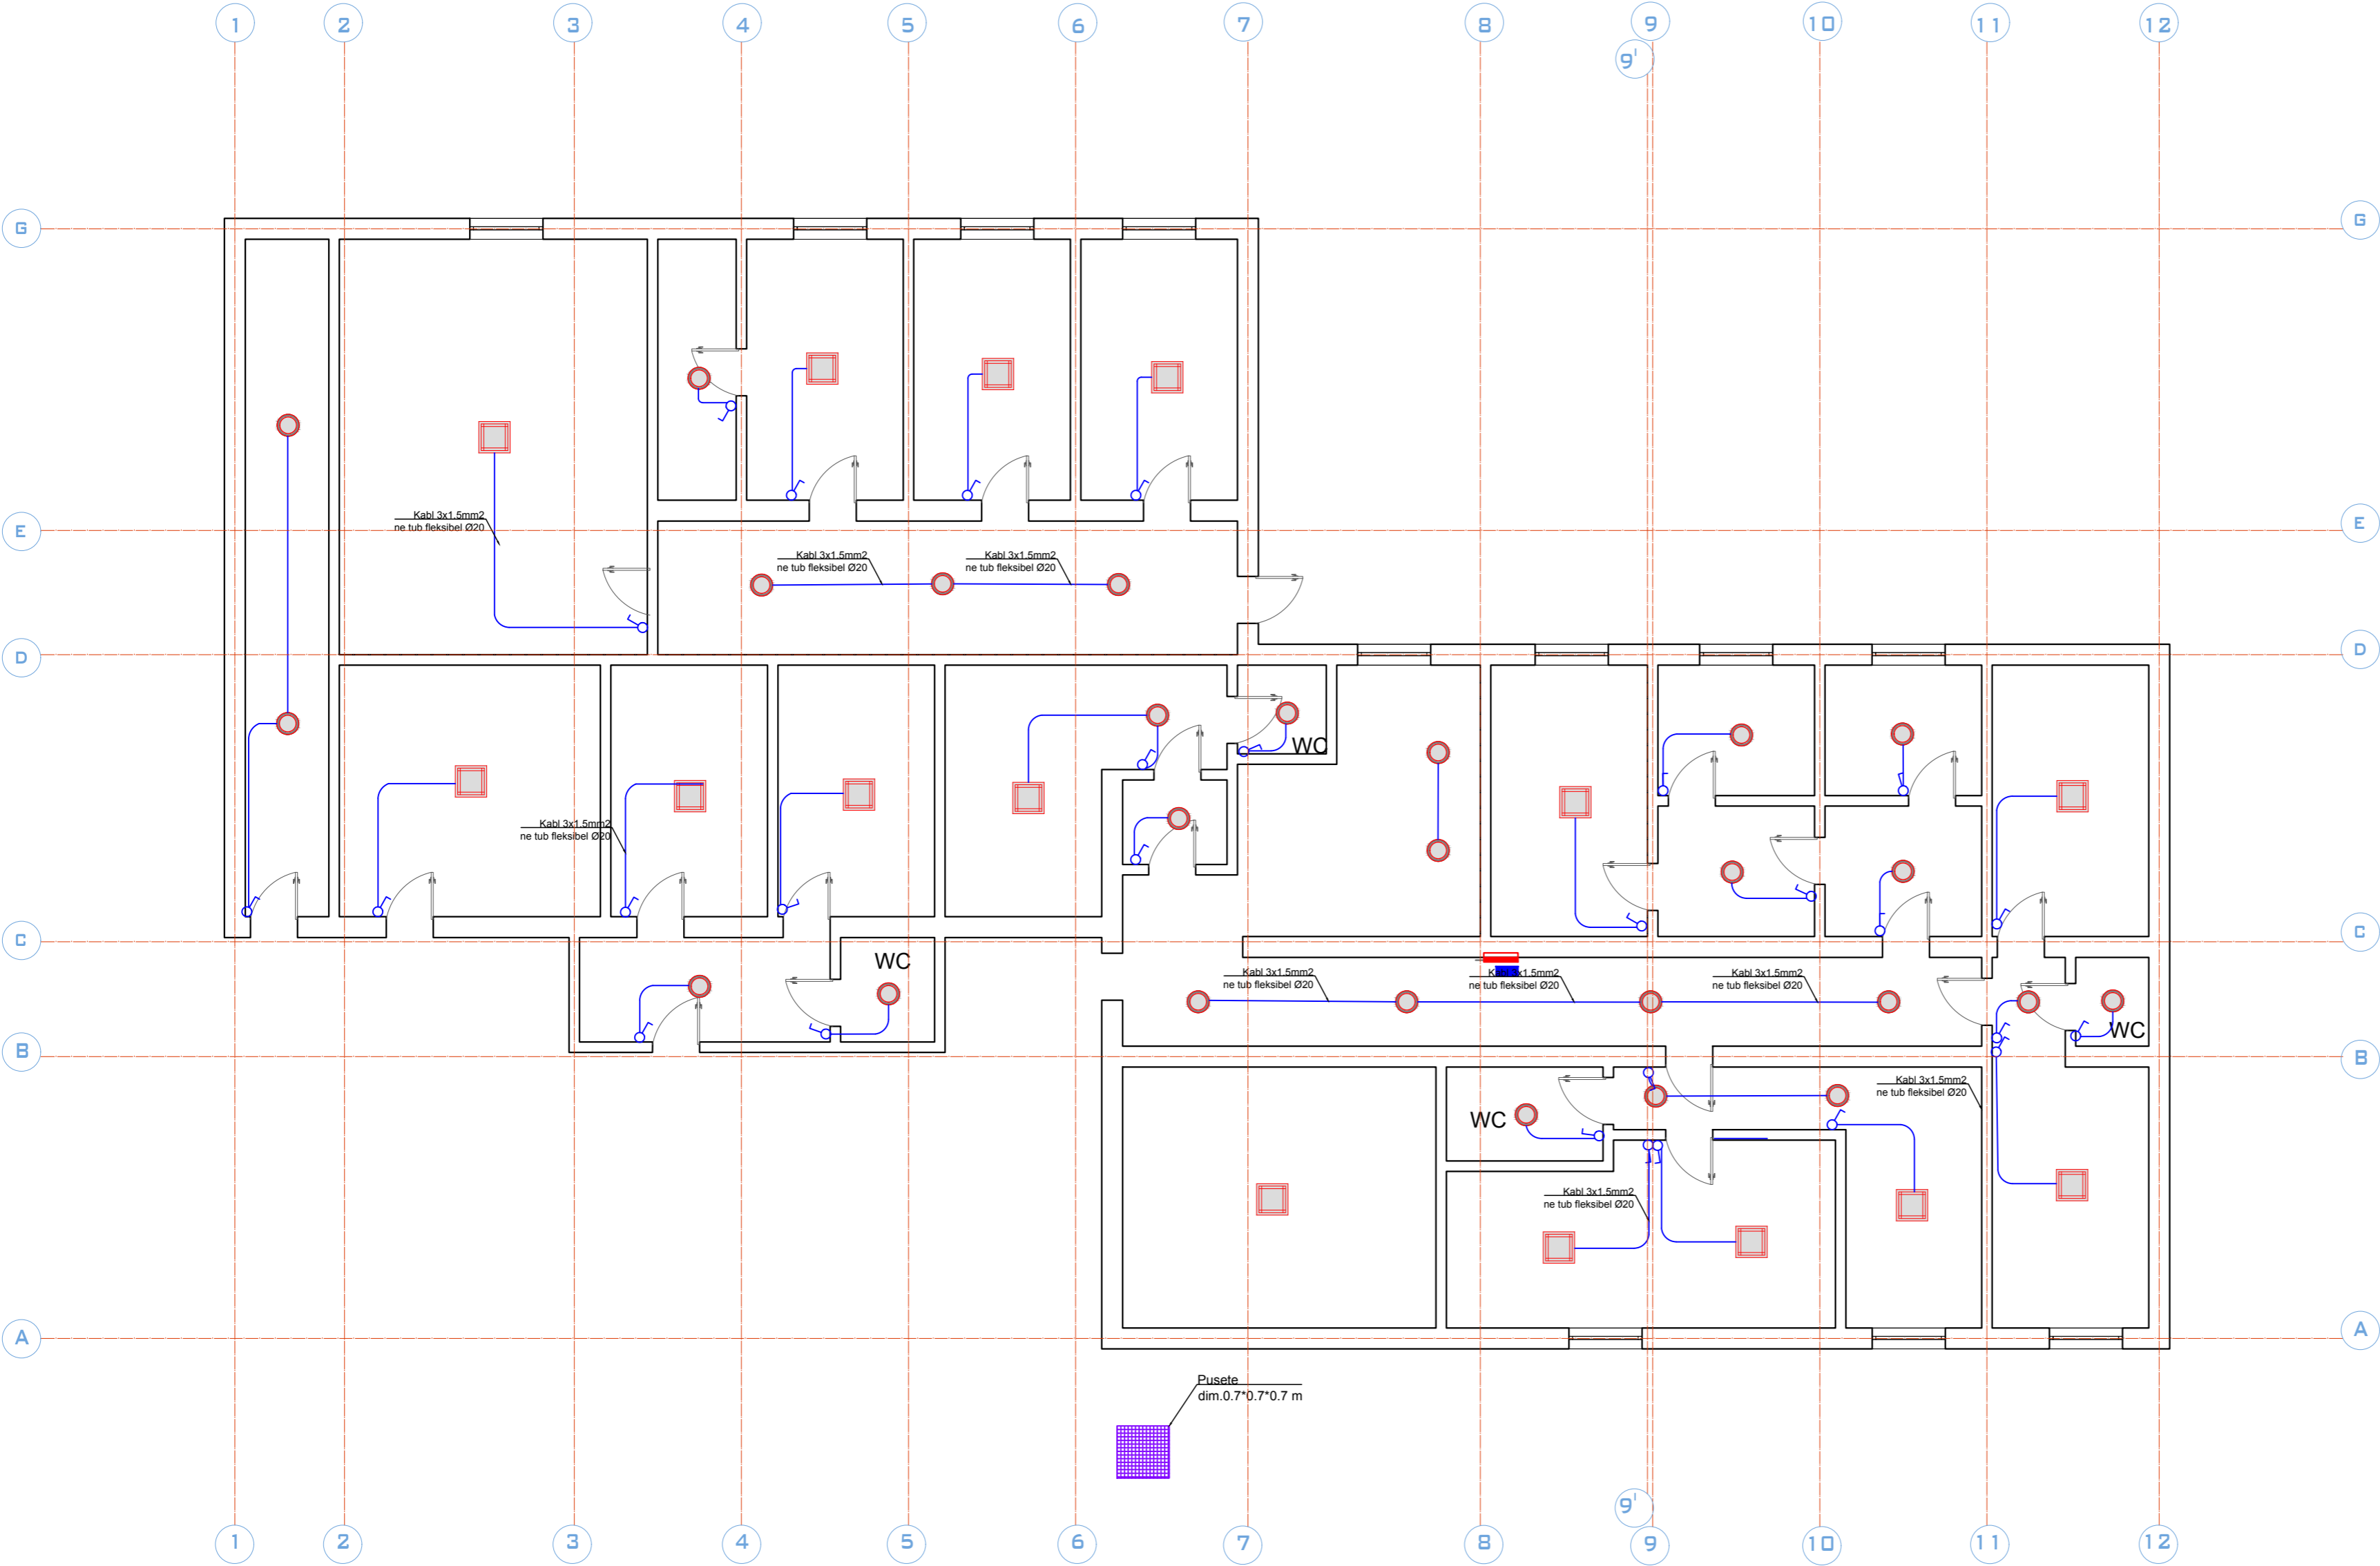 1 2 3 4 5 6 7 8 9 10 11 12
9'
G G
Kabl 3x1.5mm2
ne tub fleksibel Ø20
E E
Kabl 3x1.5mm2
ne tub fleksibel Ø20
Kabl 3x1.5mm2
ne tub fleksibel Ø20
D D
WC
Kabl 3x1.5mm2
ne tub fleksibel Ø20
C C
WC
Kabl 3x1.5mm2
ne tub fleksibel Ø20
Kabl 3x1.5mm2
ne tub fleksibel Ø20
Kabl 3x1.5mm2
ne tub fleksibel Ø20
WC
B B
Kabl 3x1.5mm2
ne tub fleksibel Ø20
WC
Kabl 3x1.5mm2
ne tub fleksibel Ø20
A A
Pusete
dim.0.7*0.7*0.7 m
9'
1 2 3 4 5 6 7 8 9 10 11 12